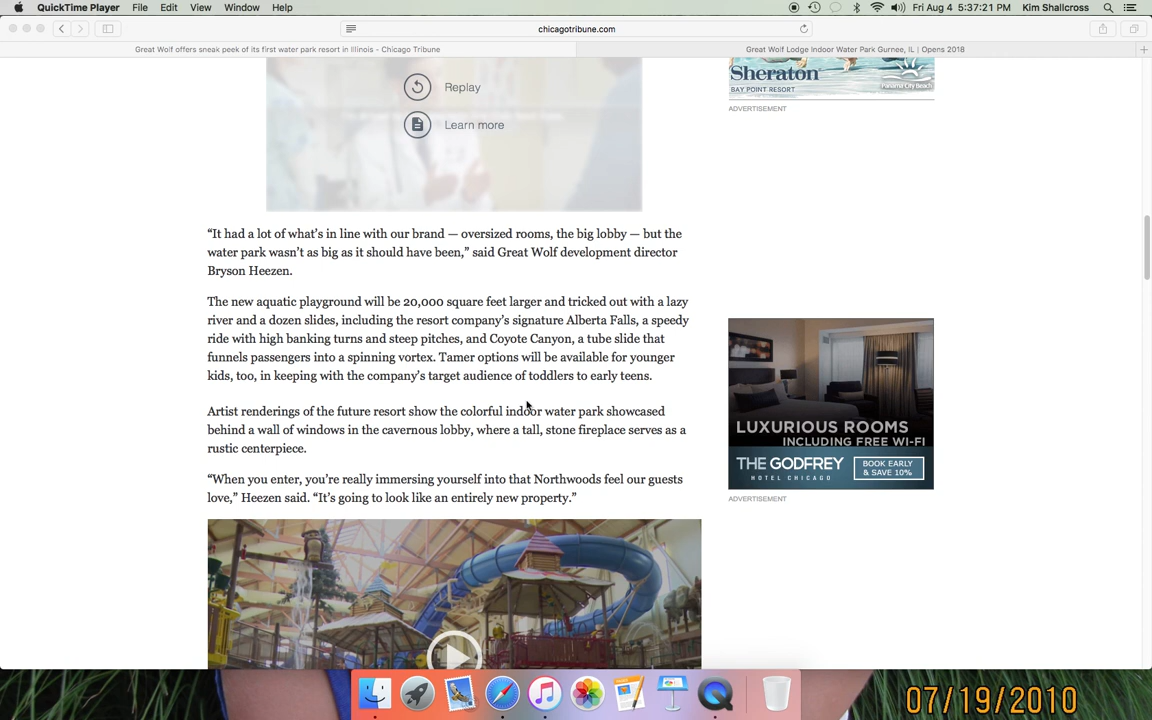 QuickTime Player File Edit View Window Help Fri Aug 4 5:37:21 PM Kim Shallcross
chicagotribune.com
Great Wolf offers sneak peek of its first water park resort in Illinois - Chicago Tribune
Great Wolf Lodge Indoor Water Park Gurnee, IL | Opens 2018
Replay
Learn more
Sheraton
BAY POINT RESORT
Panama City Beach
ADVERTISEMENT
“It had a lot of what’s in line with our brand — oversized rooms, the big lobby — but the
water park wasn’t as big as it should have been,” said Great Wolf development director
Bryson Heezen.
The new aquatic playground will be 20,000 square feet larger and tricked out with a lazy
river and a dozen slides, including the resort company’s signature Alberta Falls, a speedy
ride with high banking turns and steep pitches, and Coyote Canyon, a tube slide that
funnels passengers into a spinning vortex. Tamer options will be available for younger
kids, too, in keeping with the company’s target audience of toddlers to early teens.
Artist renderings of the future resort show the colorful indoor water park showcased
behind a wall of windows in the cavernous lobby, where a tall, stone fireplace serves as a
rustic centerpiece.
“When you enter, you’re really immersing yourself into that Northwoods feel our guests
love,” Heezen said. “It’s going to look like an entirely new property.”
LUXURIOUS ROOMS
INCLUDING FREE WI-FI
THE GODFREY
HOTEL CHICAGO
BOOK EARLY
& SAVE 10%
ADVERTISEMENT
07/19/2010